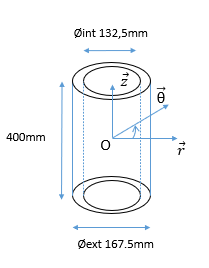 Øint 132,5mm
z⃗
θ⃗
400mm
O
r⃗
Øext 167.5mm